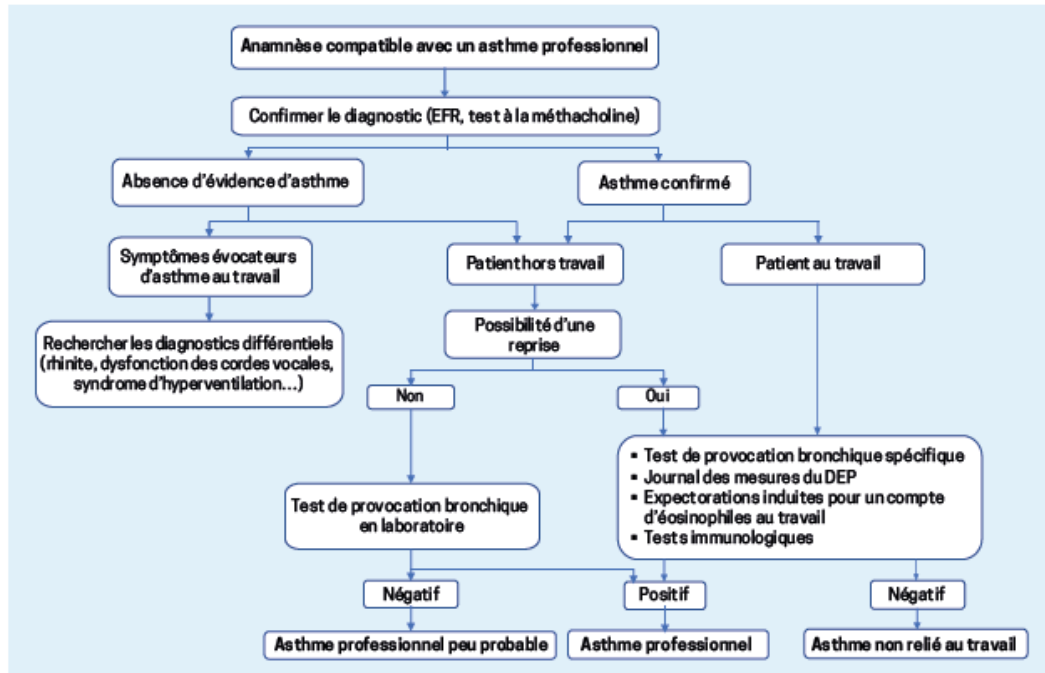 Anamnèse compatible avec un asthme professionnel
Confirmer le diagnostic (EFR, test à la méthacholine)
Absence d'évidence d'asthme
Asthme confirmé
Symptômes évocateurs
d'asthme au travail
Patient hors travail
Patient au travail
Rechercher les diagnostics différentiels
(rhinite, dysfonction des cordes vocales,
syndrome d'hyperventilation...)
Possibilité d'une
reprise
Non
Oui
Test de provocation bronchique
en laboratoire
▪ Test de provocation bronchique spécifique
▪ Journal des mesures du DEP
▪ Expectorations induites pour un compte
d'éosinophiles au travail
▪ Tests immunologiques
Négatif
Positif
Négatif
Asthme professionnel peu probable
Asthme professionnel
Asthme non relié au travail